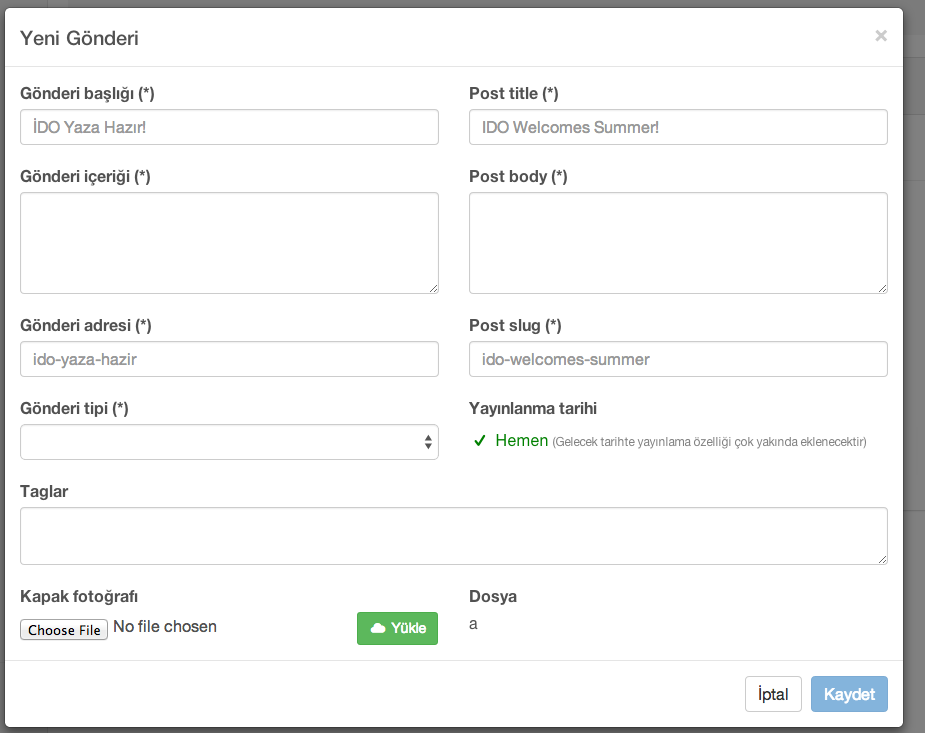 Yeni Gönderi ×
Gönderi başlığı (*) Post title (*)
İDO Yaza Hazır! IDO Welcomes Summer!
Gönderi içeriği (*) Post body (*)
Gönderi adresi (*) Post slug (*)
ido-yaza-hazir ido-welcomes-summer
Gönderi tipi (*) Yayınlanma tarihi
Hemen (Gelecek tarihte yayınlama özelliği çok yakında eklenecektir)
Taglar
Kapak fotoğrafı Dosya
Choose File No file chosen Yükle a
İptal Kaydet